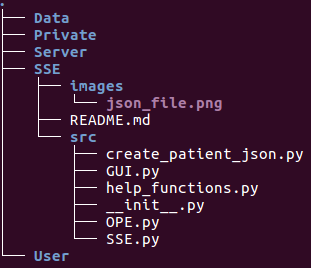 .
Data
Private
Server
SSE
images
json_file.png
README.md
src
create_patient_json.py
GUI.py
help_functions.py
__init__.py
OPE.py
SSE.py
User